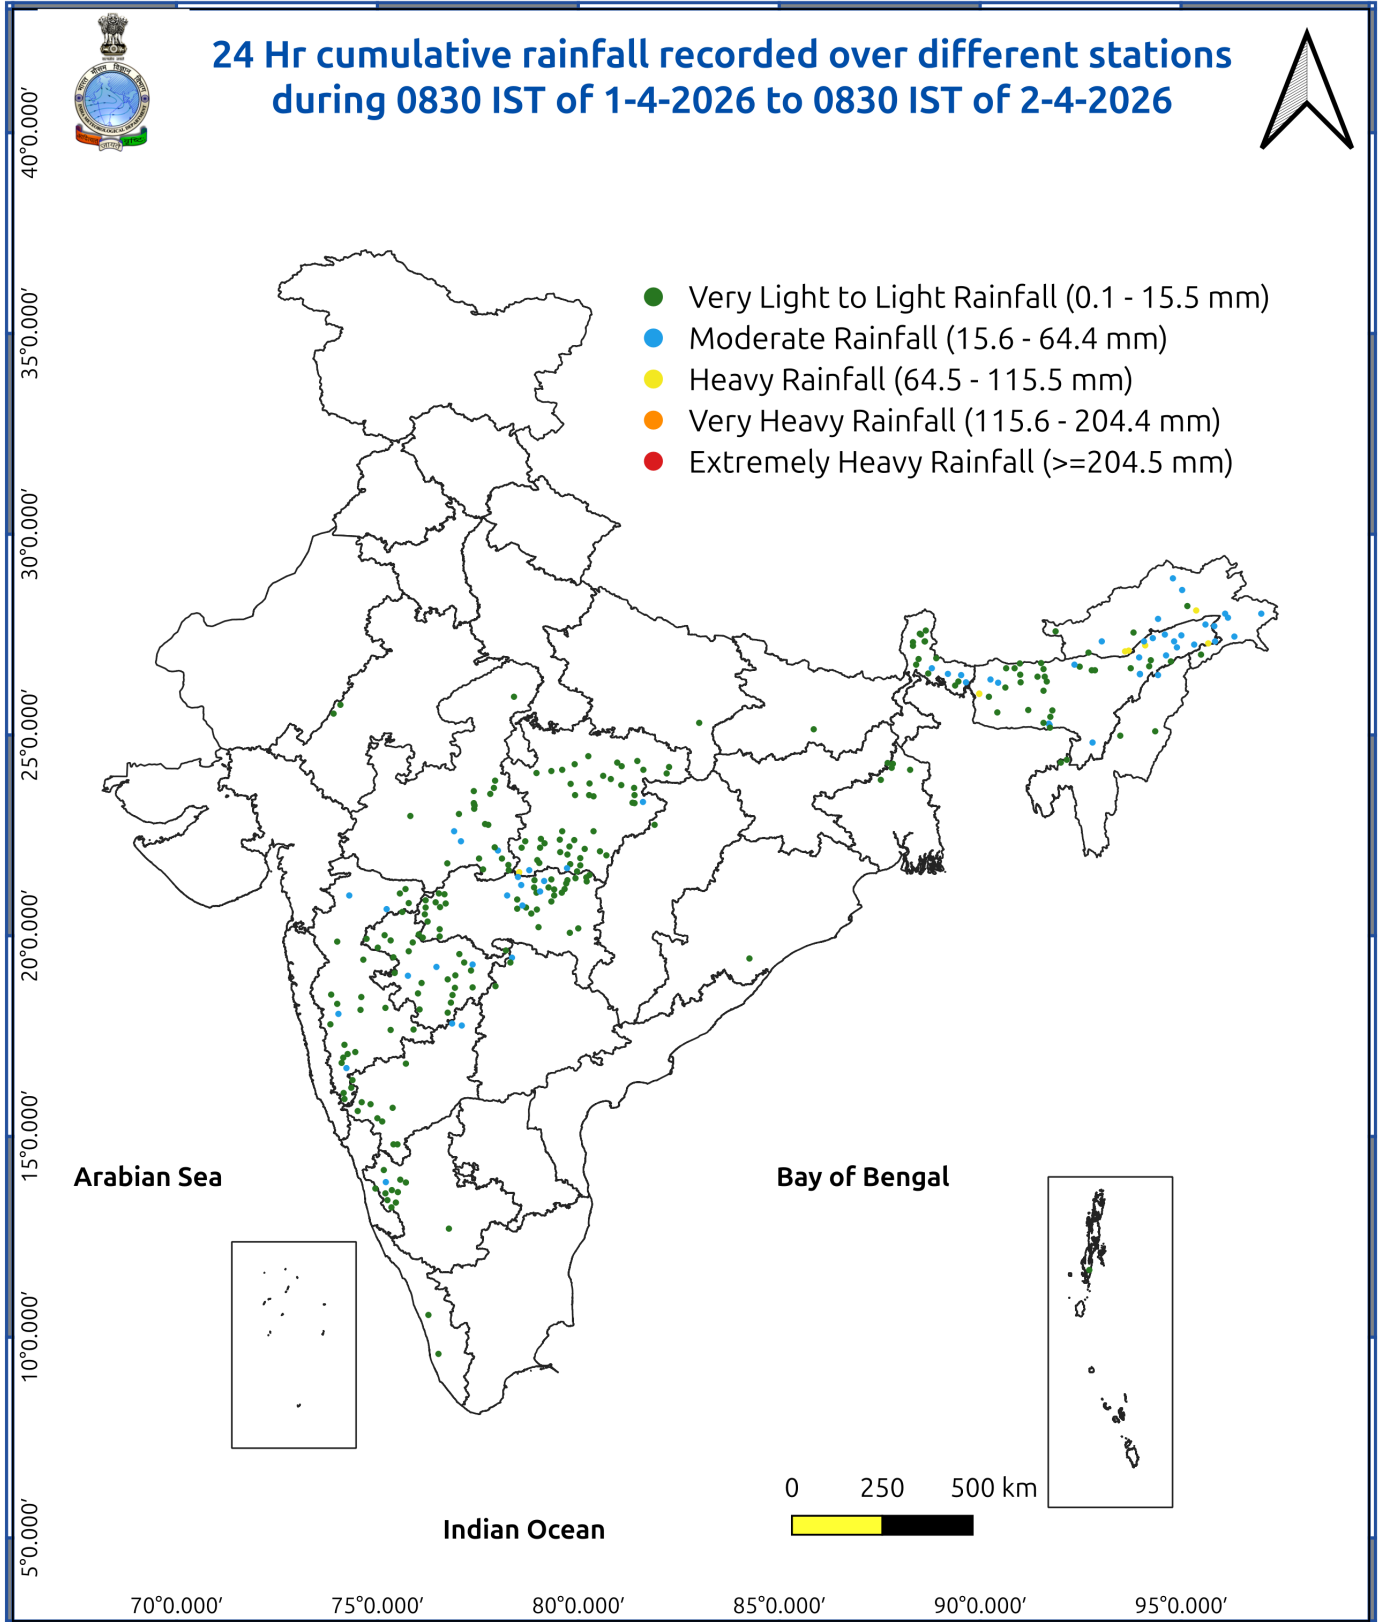 24 Hr cumulative rainfall recorded over different stations
during 0830 IST of 1-4-2026 to 0830 IST of 2-4-2026
Very Light to Light Rainfall (0.1 - 15.5 mm)
Moderate Rainfall (15.6 - 64.4 mm)
Heavy Rainfall (64.5 - 115.5 mm)
Very Heavy Rainfall (115.6 - 204.4 mm)
Extremely Heavy Rainfall (>=204.5 mm)
40°0.000′
35°0.000′
30°0.000′
25°0.000′
20°0.000′
15°0.000′
10°0.000′
5°0.000′
Arabian Sea
Bay of Bengal
Indian Ocean
0 250 500 km
70°0.000′ 75°0.000′ 80°0.000′ 85°0.000′ 90°0.000′ 95°0.000′